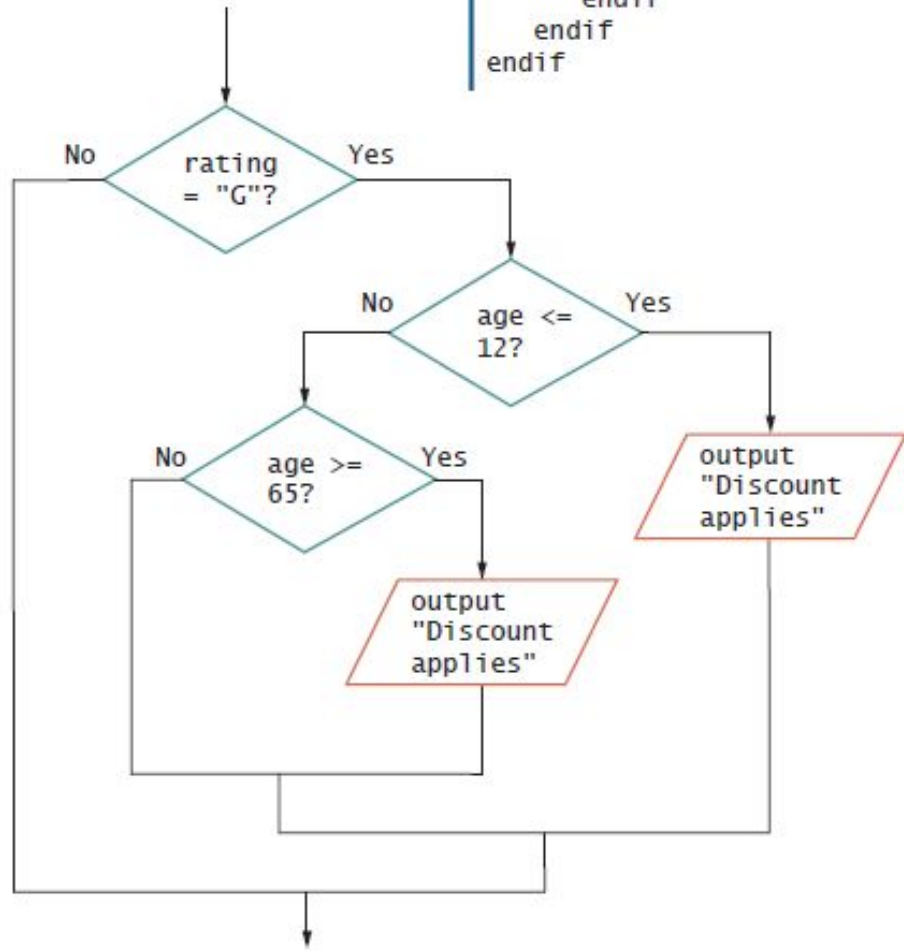 endif
endif
endif
No
rating
= "G"?
Yes
No
age <=
12?
Yes
No
age >=
65?
Yes
output
"Discount
applies"
output
"Discount
applies"